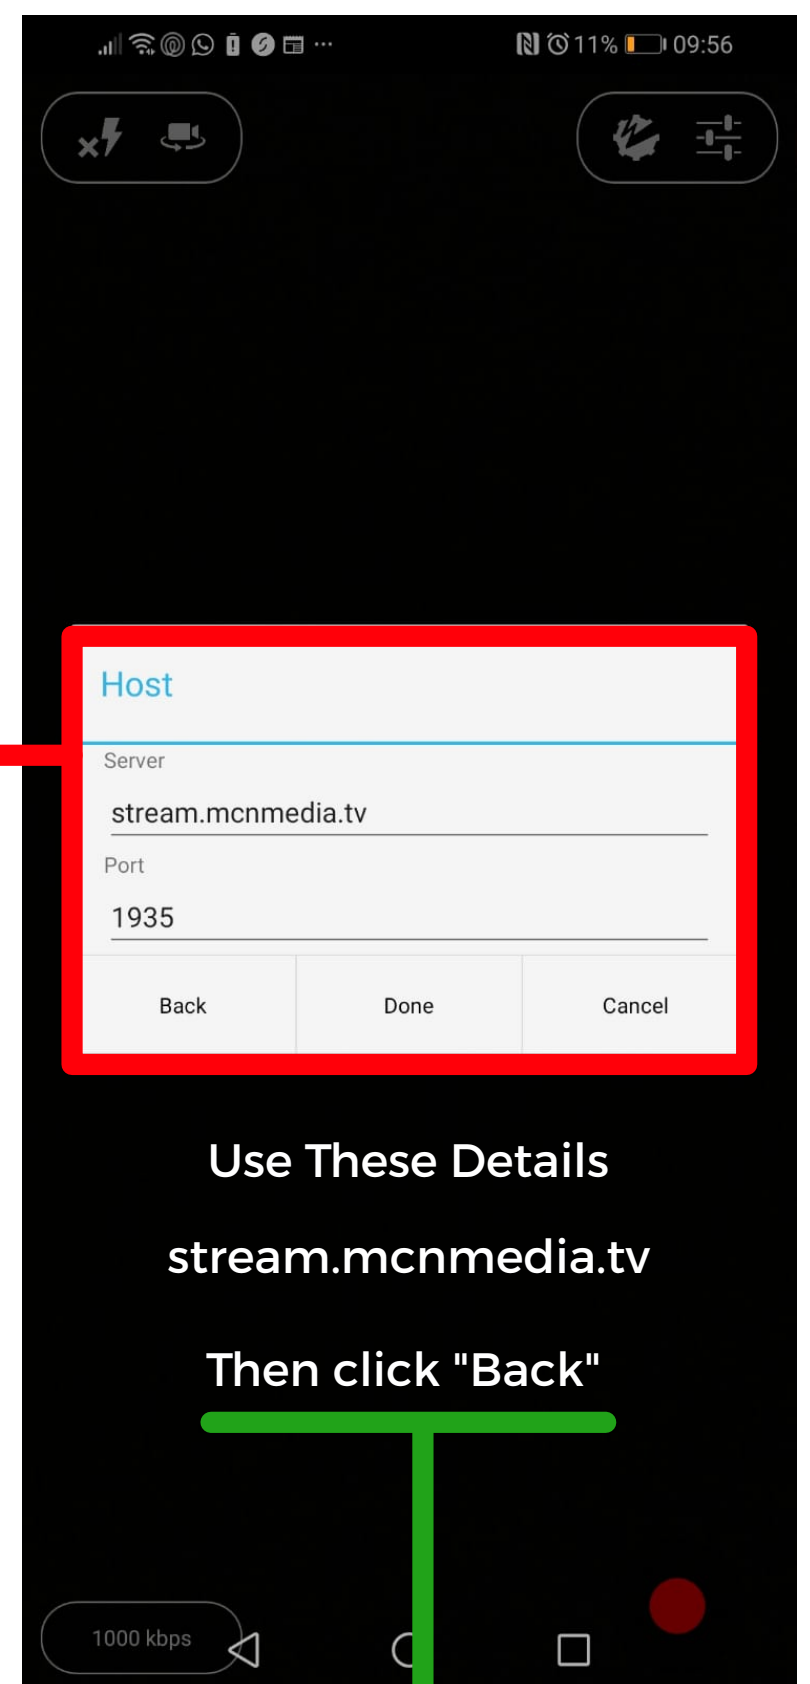 11% 09:56
Host
Server
stream.mcnmedia.tv
Port
1935
Back Done Cancel
Use These Details
stream.mcnmedia.tv
Then click "Back"
1000 kbps